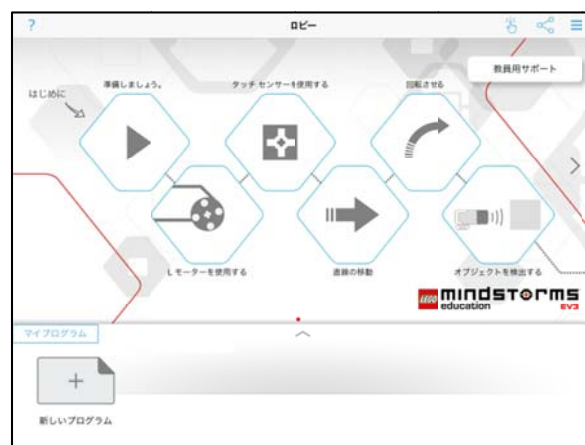 ?
ロビー
教員用サポート
はじめに
準備しましょう。
タッチ センサーを使用する
回転させる
L モーターを使用する
直線の移動
オブジェクトを検出する
LEGO mindstorms
education EV3
マイプログラム
新しいプログラム